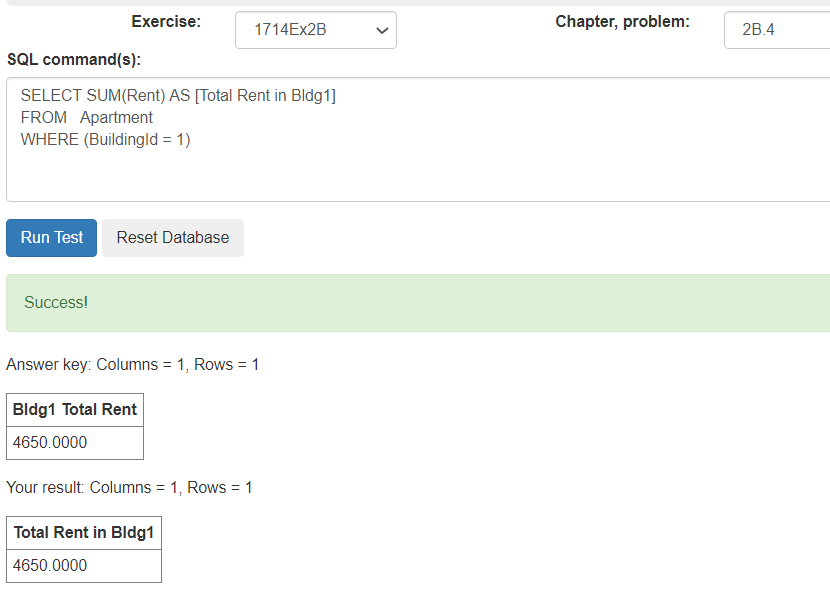 Exercise: 1714Ex2B Chapter, problem: 2B.4
SQL command(s):
SELECT SUM(Rent) AS [Total Rent in Bldg1]
FROM   Apartment
WHERE (BuildingId = 1)
Run Test Reset Database
Success!
Answer key: Columns = 1, Rows = 1
Bldg1 Total Rent
4650.0000
Your result: Columns = 1, Rows = 1
Total Rent in Bldg1
4650.0000